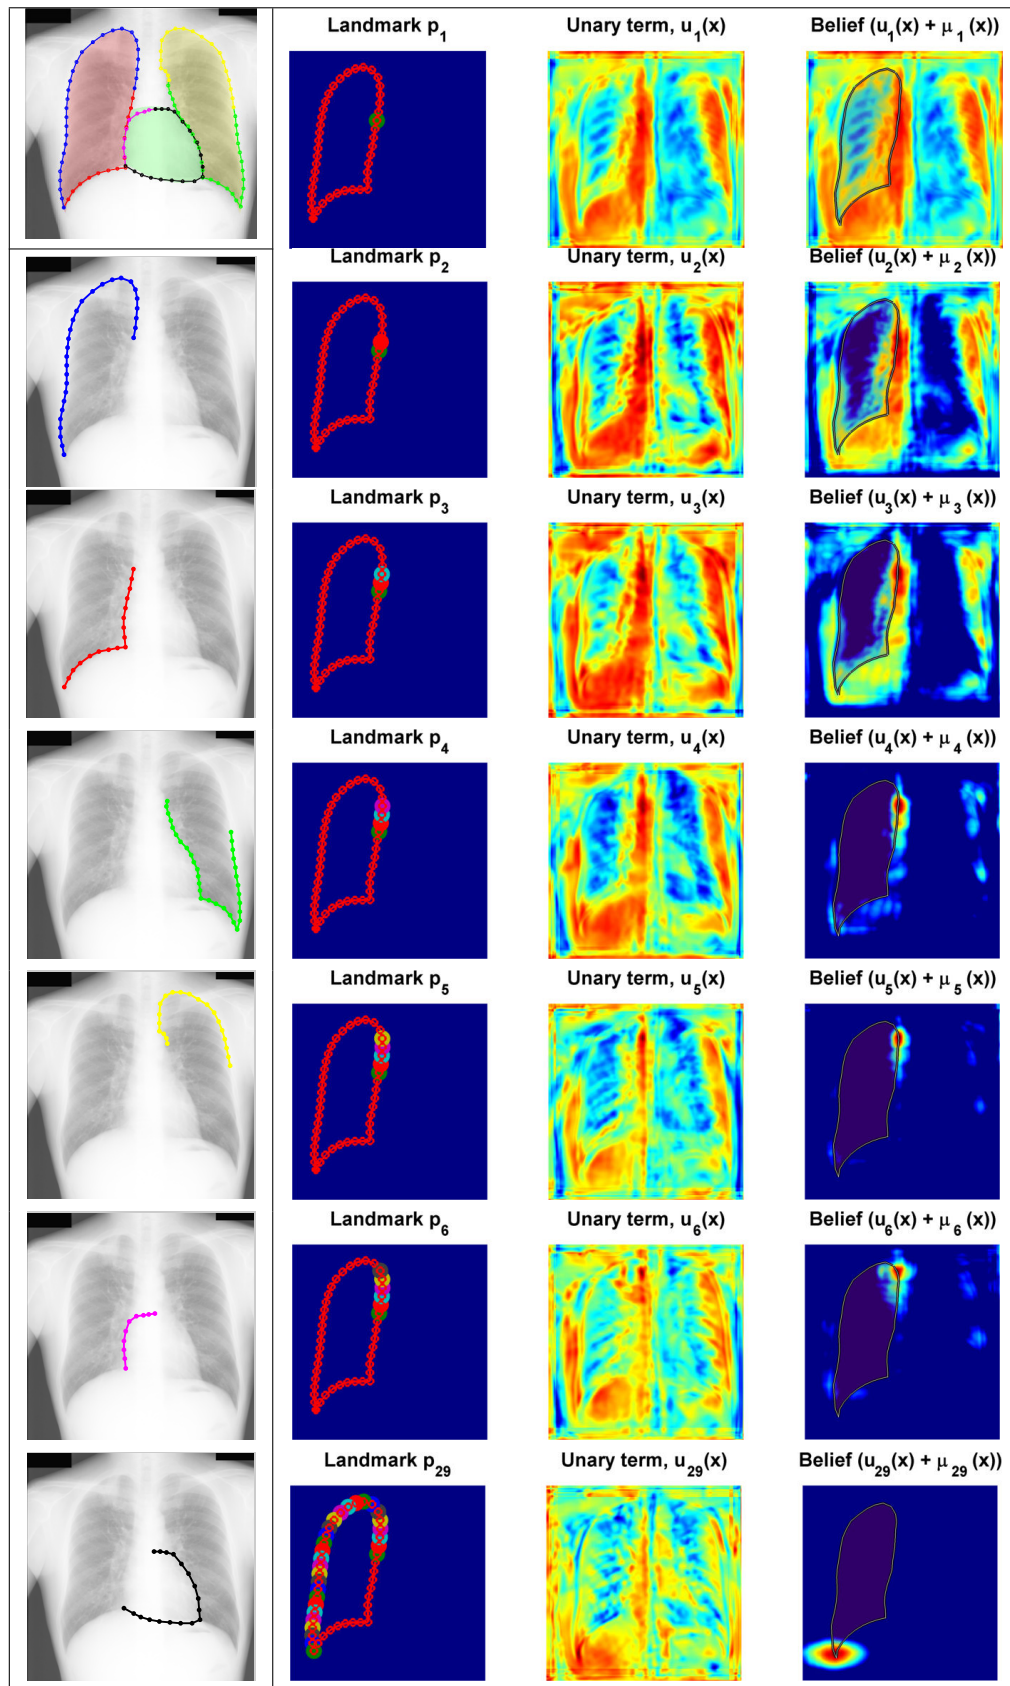 Landmark p1 Unary term, u1(x) Belief (u1(x) + μ1(x))
Landmark p2 Unary term, u2(x) Belief (u2(x) + μ2(x))
Landmark p3 Unary term, u3(x) Belief (u3(x) + μ3(x))
Landmark p4 Unary term, u4(x) Belief (u4(x) + μ4(x))
Landmark p5 Unary term, u5(x) Belief (u5(x) + μ5(x))
Landmark p6 Unary term, u6(x) Belief (u6(x) + μ6(x))
Landmark p29 Unary term, u29(x) Belief (u29(x) + μ29(x))